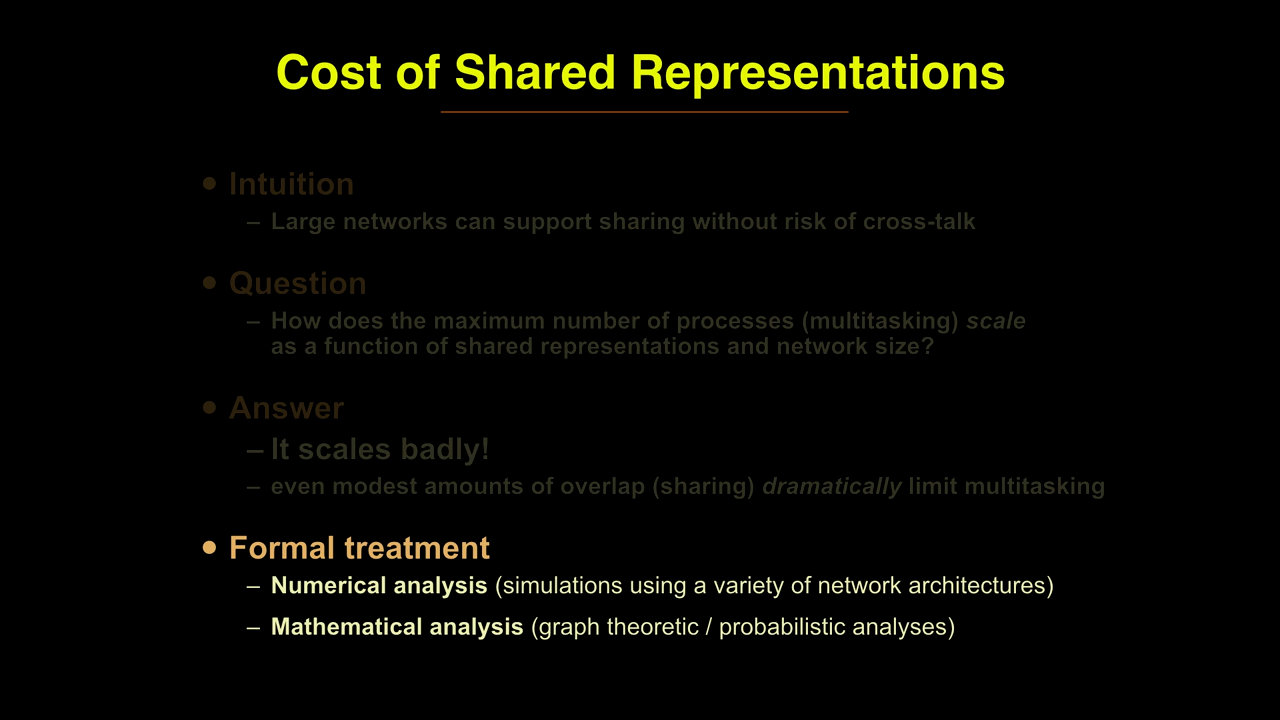 Cost of Shared Representations
• Intuition
– Large networks can support sharing without risk of cross-talk
• Question
– How does the maximum number of processes (multitasking) scale
as a function of shared representations and network size?
• Answer
– It scales badly!
– even modest amounts of overlap (sharing) dramatically limit multitasking
• Formal treatment
– Numerical analysis (simulations using a variety of network architectures)
– Mathematical analysis (graph theoretic / probabilistic analyses)